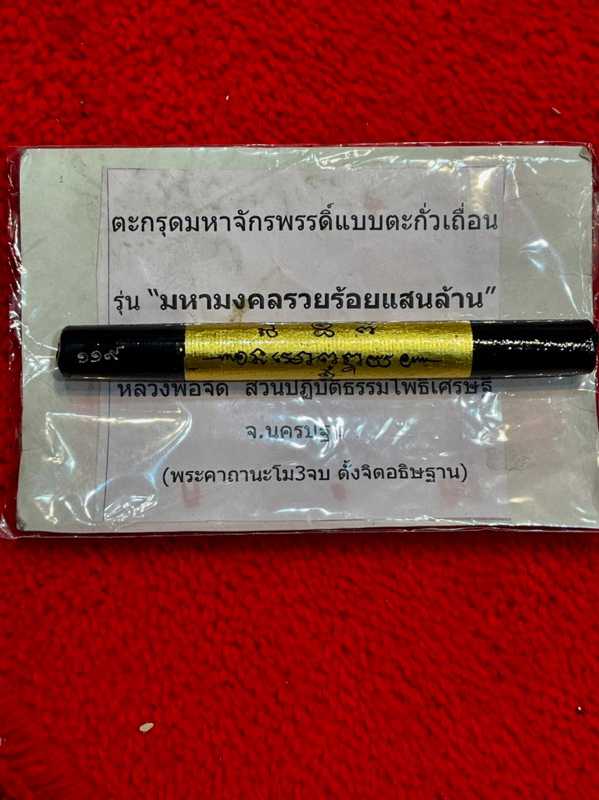 ตะกรุดมหาจักรพรรดิ์แบบตะกั่วเถื่อน
รุ่น "มหามงคลรวยร้อยแสนล้าน"
๑๑๙
หลวงพ่อจืด สวนปฏิบัติธรรมโพธิ์เศรษฐี
จ.นครปฐม
(พระคาถานะโม3จบ ตั้งจิตอธิษฐาน)